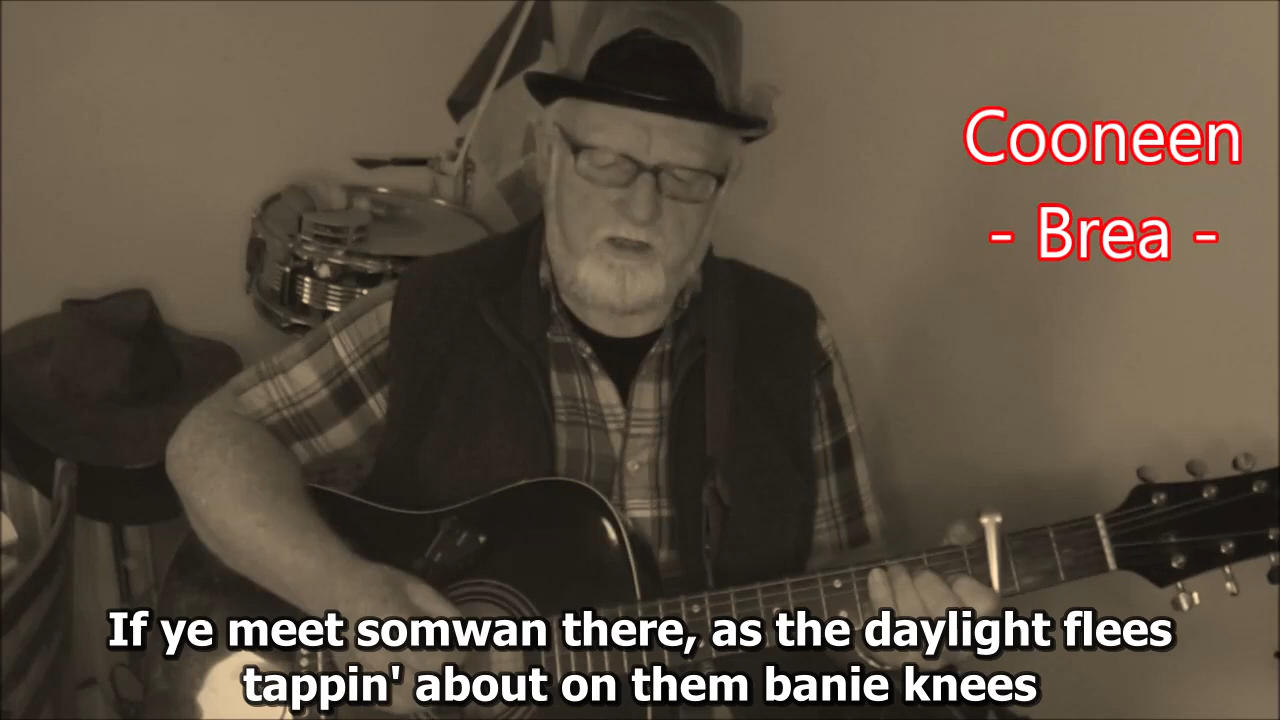 Cooneen
- Brea -
If ye meet somwan there, as the daylight flees
tappin' about on them banie knees